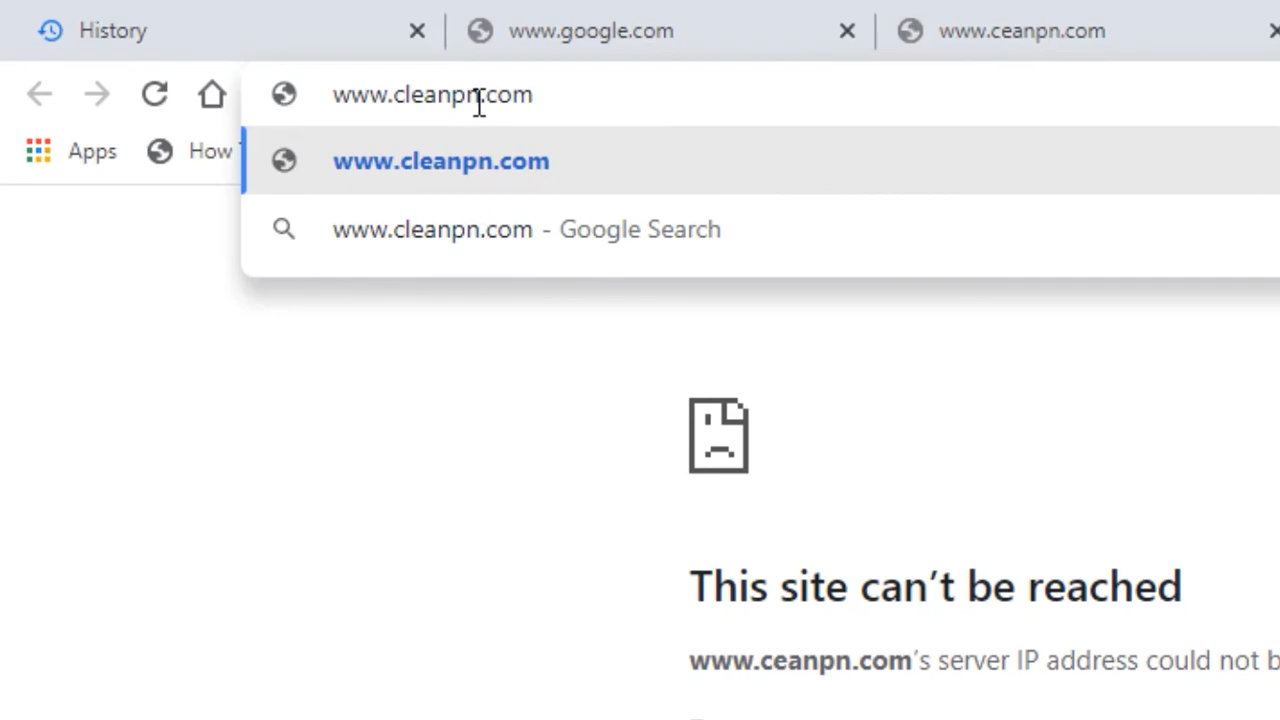 History
www.google.com
www.ceanpn.com
www.cleanpn.com
Apps
How
www.cleanpn.com
www.cleanpn.com - Google Search
This site can’t be reached
www.ceanpn.com’s server IP address could not